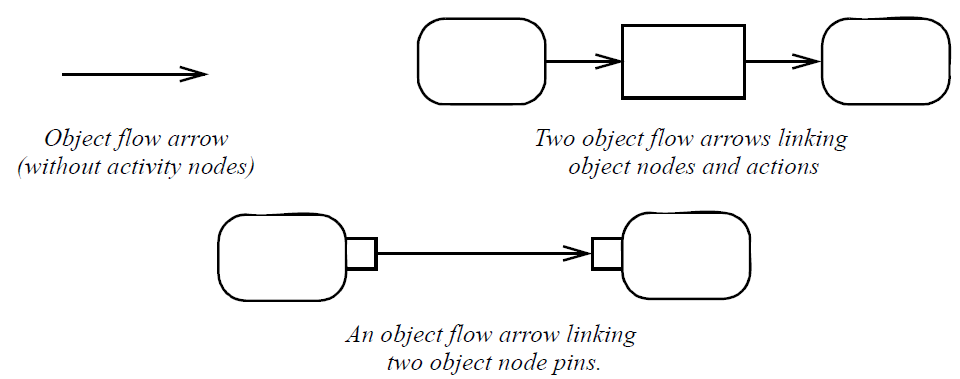 Object flow arrow
(without activity nodes)
Two object flow arrows linking
object nodes and actions
An object flow arrow linking
two object node pins.